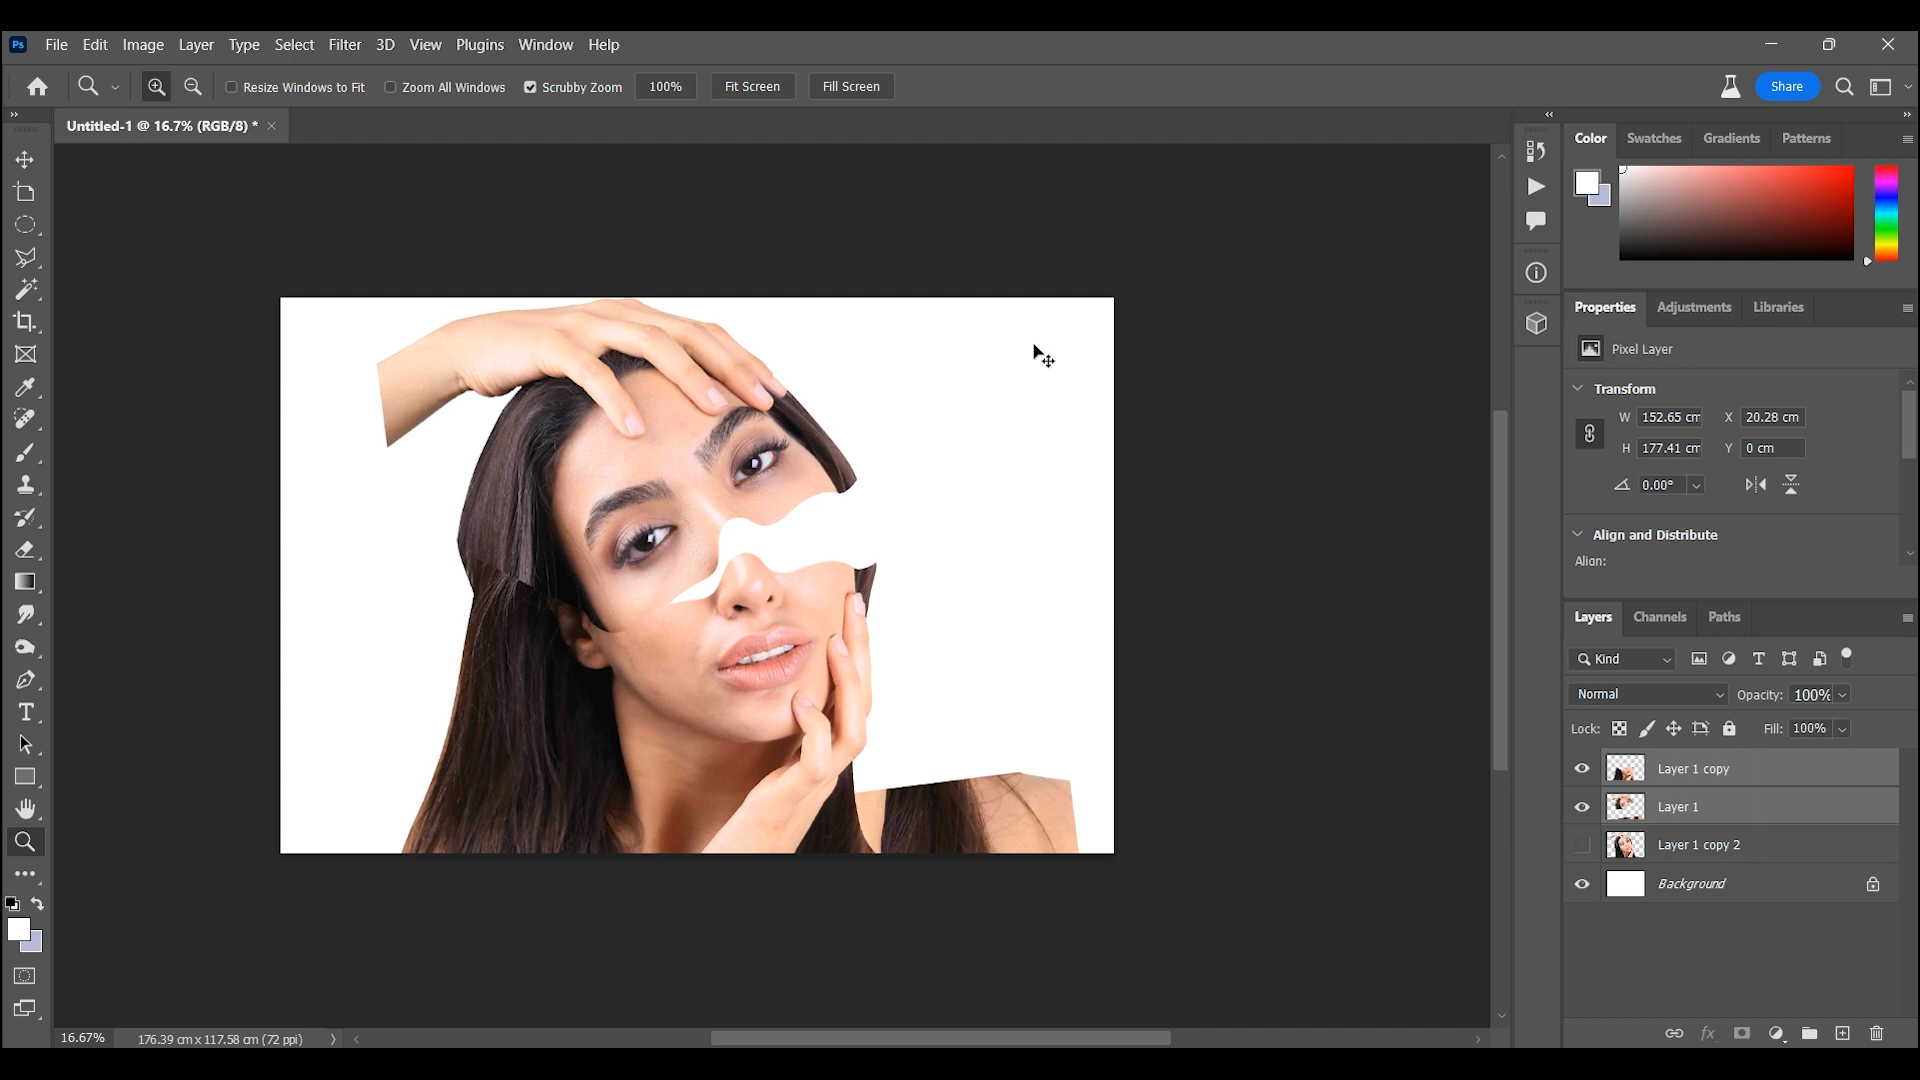 Ps File Edit Image Layer Type Select Filter 3D View Plugins Window Help
Resize Windows to Fit Zoom All Windows Scrubby Zoom 100% Fit Screen Fill Screen Share
Untitled-1 @ 16.7% (RGB/8) *
Color Swatches Gradients Patterns
Properties Adjustments Libraries
Pixel Layer
Transform
W 152.65 cm X 20.28 cm
H 177.41 cm Y 0 cm
0.00°
Align and Distribute
Align:
Layers Channels Paths
Kind
Normal Opacity: 100%
Lock: Fill: 100%
Layer 1 copy
Layer 1
Layer 1 copy 2
Background
16.67% 176.39 cm x 117.58 cm (72 ppi)
fx